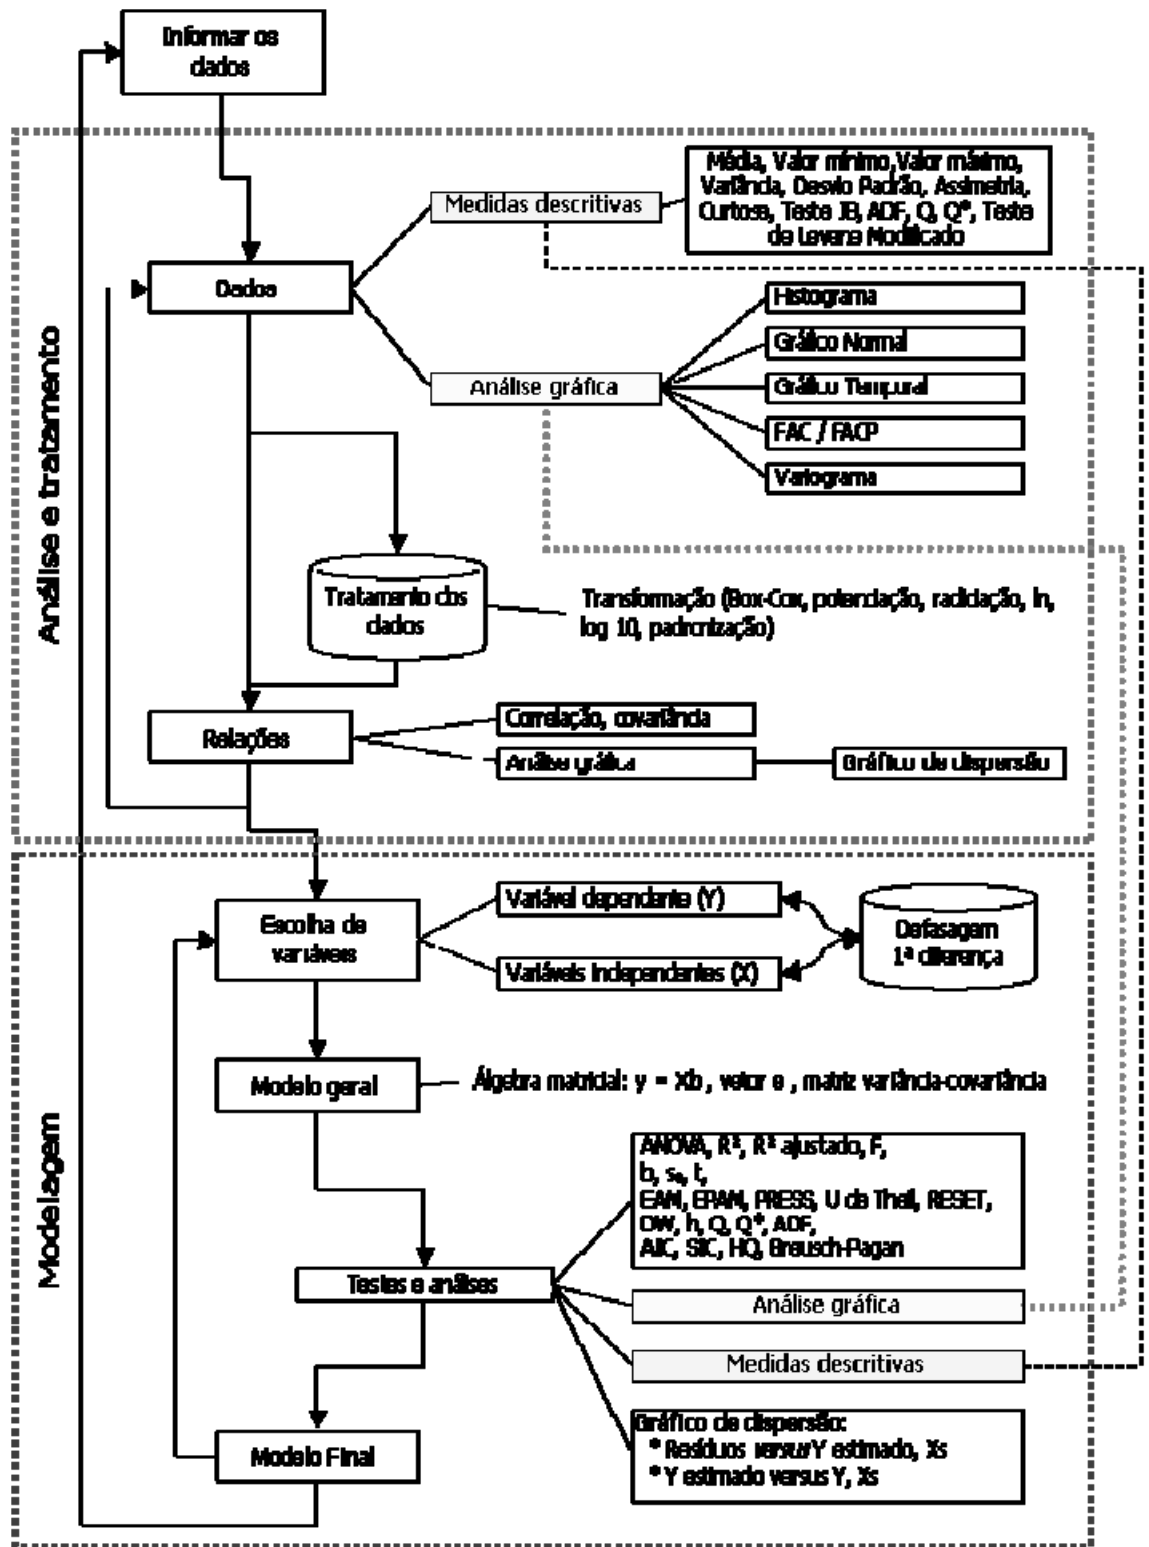 Informar os
dados
Média, Valor mínimo,Valor máximo,
Variância, Desvio Padrão, Assimetria,
Curtose, Teste JB, ADF, Q, Q*, Teste
de Levene Modificado
Medidas descritivas
Dados
Histograma
Gráfico Normal
Análise gráfica
Gráfico Temporal
FAC / FACP
Variograma
Análise e tratamento
Tratamento dos
dados
Transformação (Box-Cox, potenciação, radiciação, ln,
log 10, padronização)
Relações
Correlação, covariância
Análise gráfica
Gráfico de dispersão
Escolha de
variáveis
Variável dependente (Y)
Variáveis independentes (X)
Defasagem
1ª diferença
Modelo geral
Álgebra matricial: y = Xb , vetor e , matriz variância-covariância
Modelagem
ANOVA, R², R² ajustado, F,
b, sₑ, t,
EAM, EPAM, PRESS, U de Theil, RESET,
DW, h, Q, Q*, ADF,
AIC, SIC, HQ, Breusch-Pagan
Testes e análises
Análise gráfica
Medidas descritivas
Gráfico de dispersão:
* Resíduos versus Y estimado, Xs
* Y estimado versus Y, Xs
Modelo Final